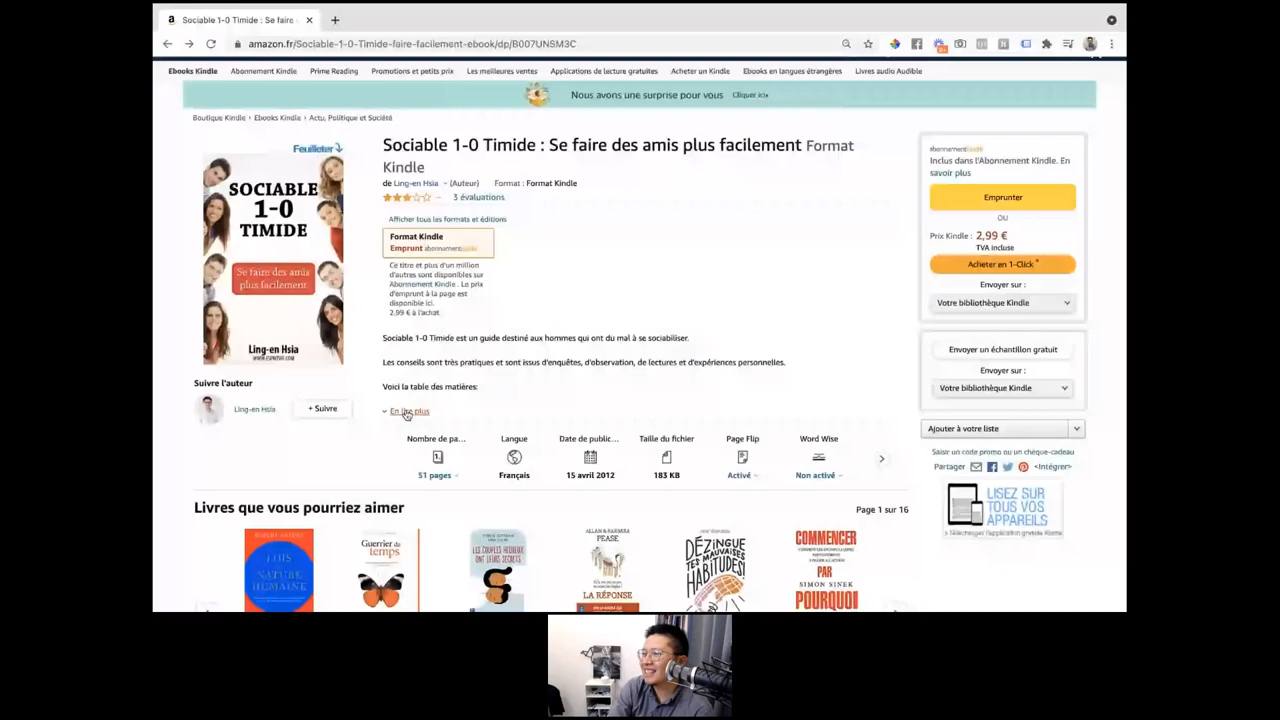 Sociable 1-0 Timide : Se faire
amazon.fr/Sociable-1-0-Timide-faire-facilement-ebook/dp/B007UNSM3C
Ebooks Kindle Abonnement Kindle Prime Reading Promotions et petits prix Les meilleures ventes Applications de lecture gratuites Acheter un Kindle Ebooks en langues étrangères Livres audio Audible
Nous avons une surprise pour vous Cliquer ici›
Boutique Kindle › Ebooks Kindle › Actu, Politique et Société
Feuilleter
SOCIABLE
1-0
TIMIDE
Se faire des amis
plus facilement
Ling-en Hsia
Sociable 1-0 Timide : Se faire des amis plus facilement Format
Kindle
de Ling-en Hsia (Auteur) Format : Format Kindle
3 évaluations
Afficher tous les formats et éditions
Format Kindle
Emprunt abonnementkindle
Ce titre et plus d'un million
d'autres sont disponibles sur
Abonnement Kindle . Le prix
d'emprunt à la page est
disponible ici.
2,99 € à l'achat
Sociable 1-0 Timide est un guide destiné aux hommes qui ont du mal à se sociabiliser.
Les conseils sont très pratiques et sont issus d'enquêtes, d'observation, de lectures et d'expériences personnelles.
Voici la table des matières:
En lire plus
Suivre l'auteur
Ling-en Hsia
+ Suivre
Nombre de pa... Langue Date de public... Taille du fichier Page Flip Word Wise
51 pages Français 15 avril 2012 183 KB Activé Non activé
abonnementkindle
Inclus dans l'Abonnement Kindle. En
savoir plus
Emprunter
OU
Prix Kindle : 2,99 €
TVA incluse
Acheter en 1-Click
Envoyer sur :
Votre bibliothèque Kindle
Envoyer un échantillon gratuit
Envoyer sur :
Votre bibliothèque Kindle
Ajouter à votre liste
Saisir un code promo ou un chèque-cadeau
Partager <Intégrer>
LISEZ SUR
TOUS VOS
APPAREILS
Livres que vous pourriez aimer
Page 1 sur 16
LOIS
NATURE
HUMAINE
Guerrier de
temps
LES COUPLES HEUREUX
ONT LEURS SECRETS
ALLAN & BARBARA
PEASE
LA RÉPONSE
DÉZINGUE
TES MAUVAISES
HABITUDES!
COMMENCER
PAR
SIMON SINEK
POURQUOI